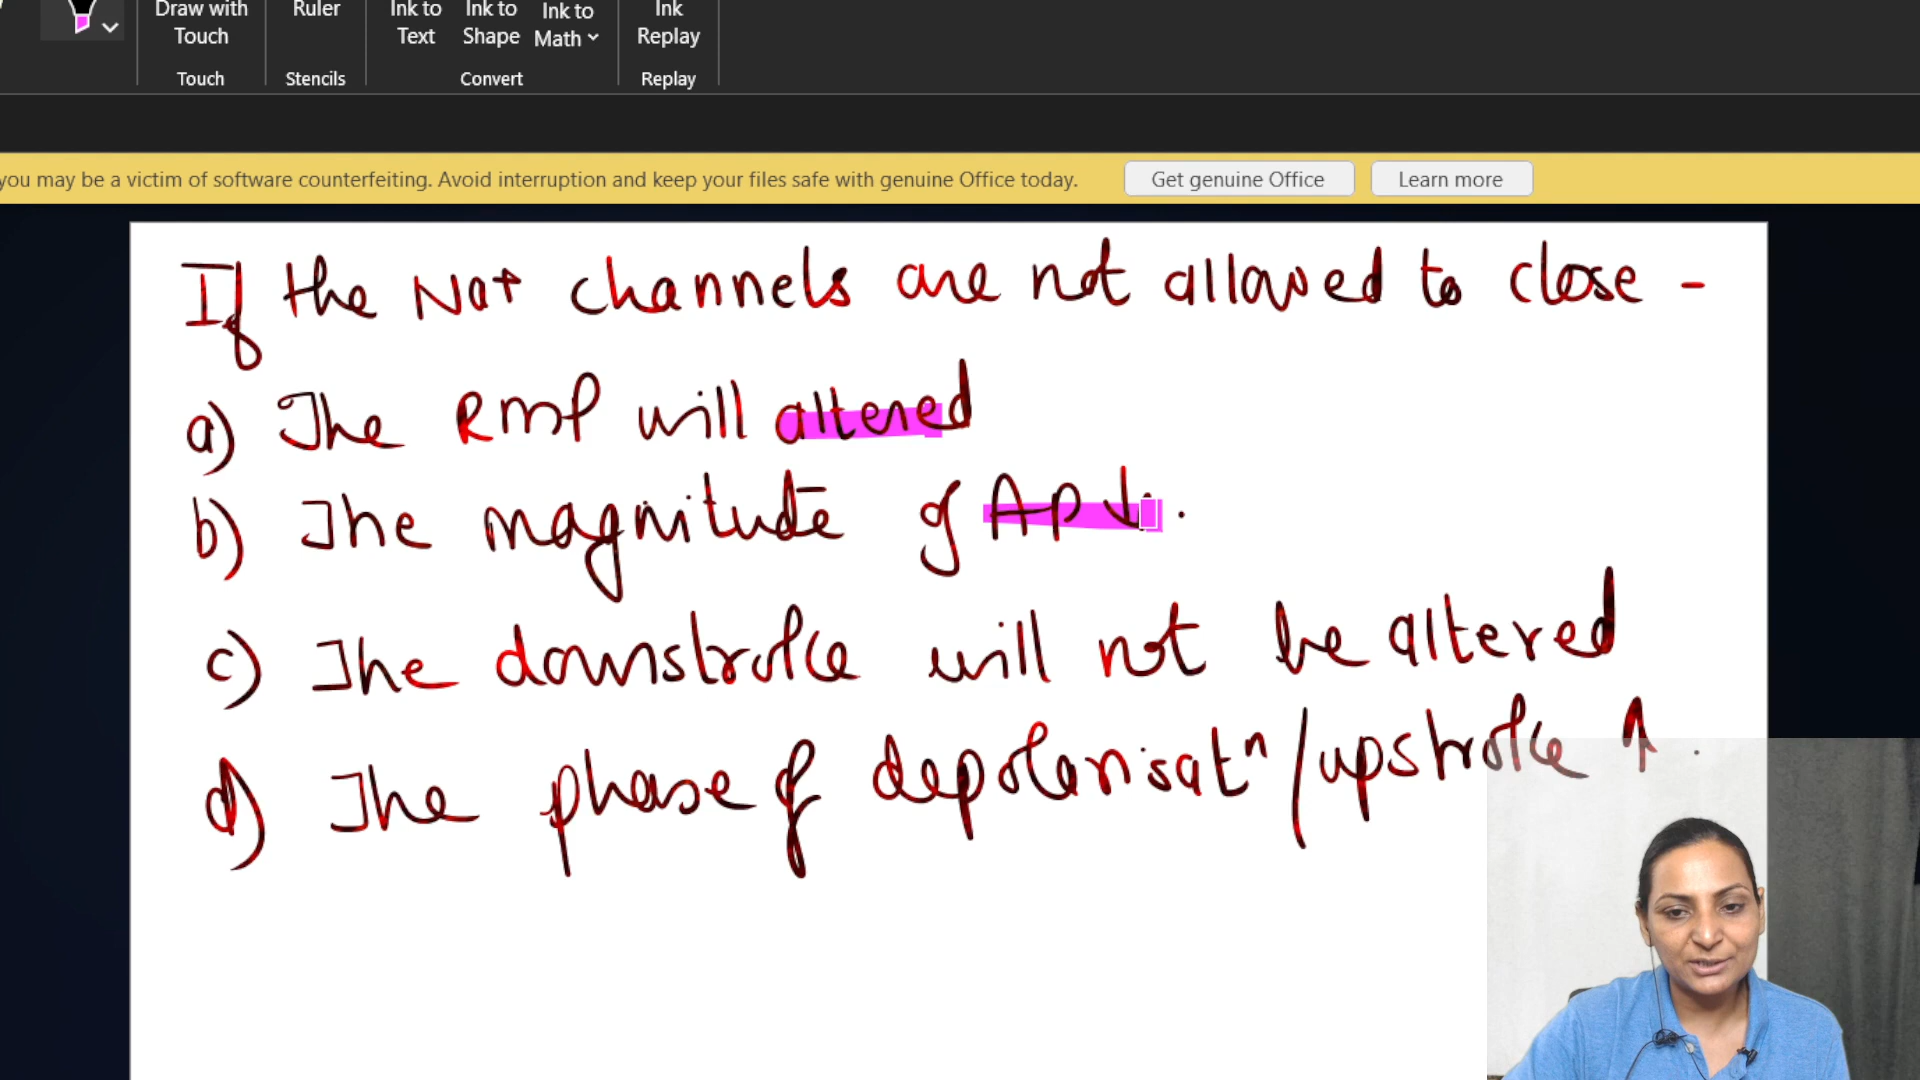 Draw with Touch
Ruler
Ink to Text
Ink to Shape
Ink to Math
Ink Replay
Touch
Stencils
Convert
Replay
you may be a victim of software counterfeiting. Avoid interruption and keep your files safe with genuine Office today.
Get genuine Office
Learn more
If the Na+ channels are not allowed to close -
a) The RMP will altered
b) The magnitude of AP ↓.
c) The downstroke will not be altered
d) The phase of depolarisatⁿ/upstroke ↑.